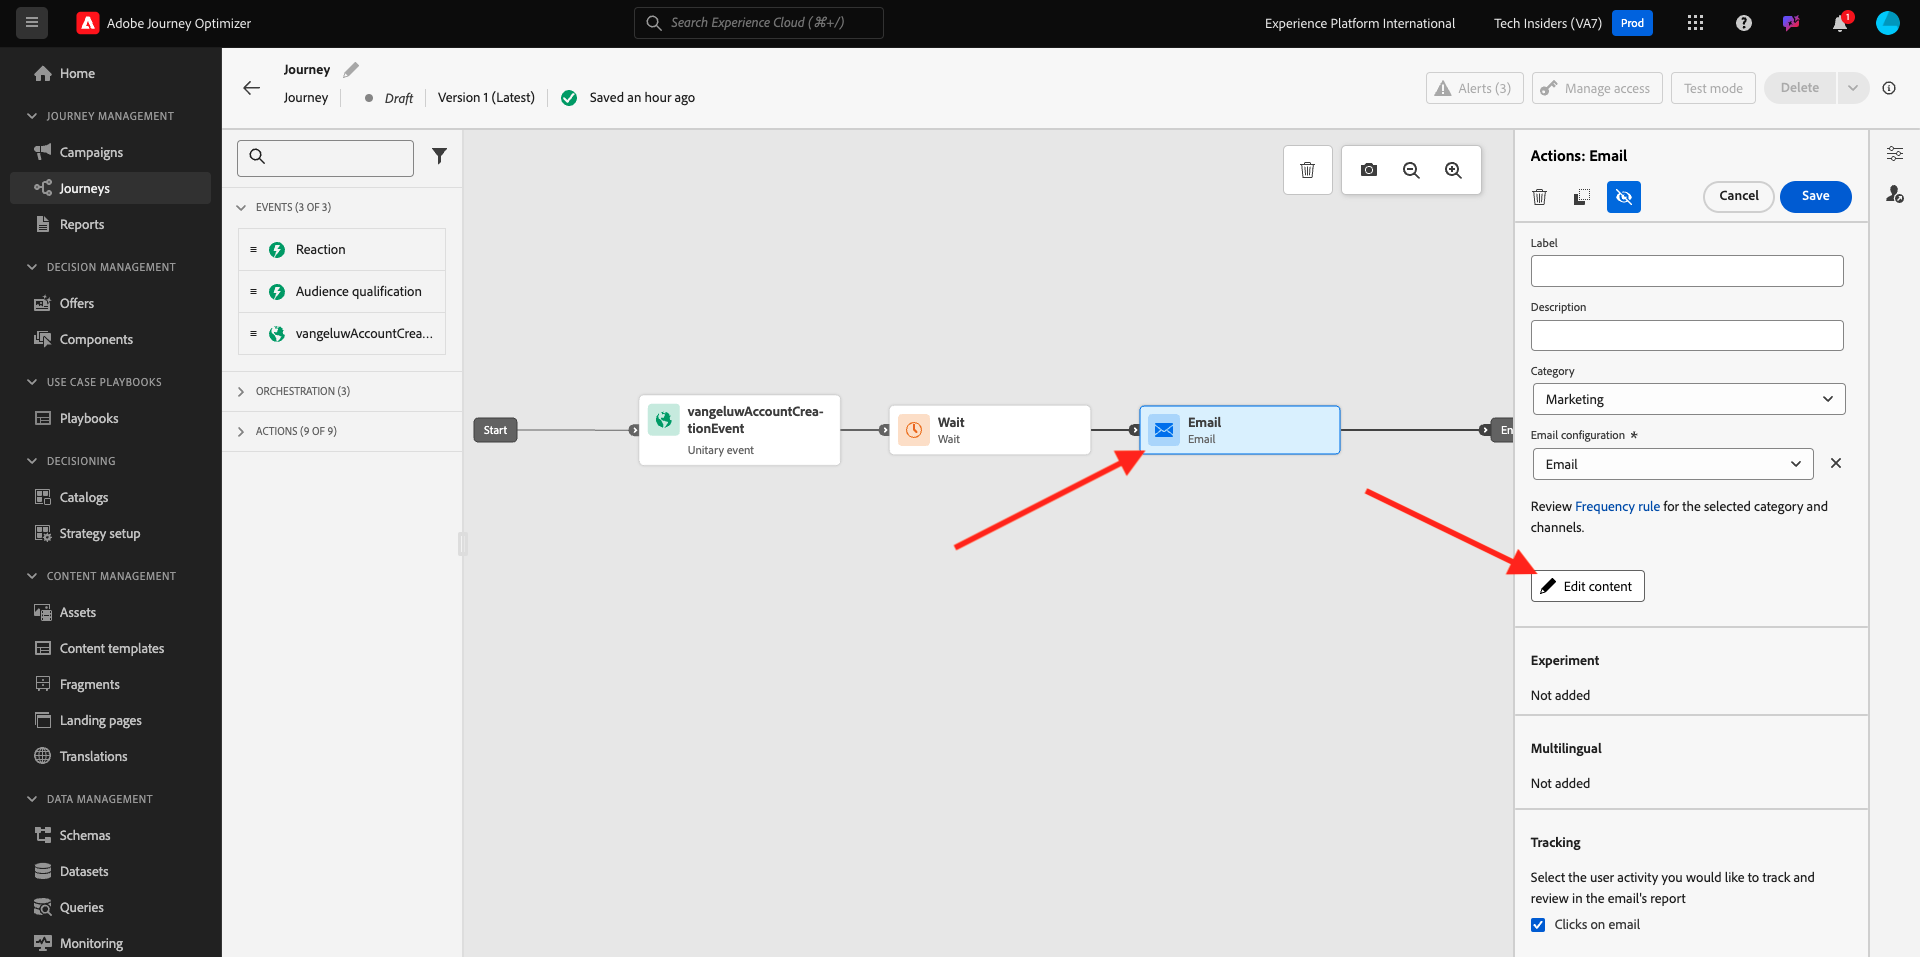 Adobe Journey Optimizer
Search Experience Cloud (⌘+/)
Experience Platform International
Tech Insiders (VA7)
Prod
1
Home
JOURNEY MANAGEMENT
Campaigns
Journeys
Reports
DECISION MANAGEMENT
Offers
Components
USE CASE PLAYBOOKS
Playbooks
DECISIONING
Catalogs
Strategy setup
CONTENT MANAGEMENT
Assets
Content templates
Fragments
Landing pages
Translations
DATA MANAGEMENT
Schemas
Datasets
Queries
Monitoring
Journey
Journey
Draft
Version 1 (Latest)
Saved an hour ago
Alerts (3)
Manage access
Test mode
Delete
EVENTS (3 OF 3)
Reaction
Audience qualification
vangeluwAccountCrea...
ORCHESTRATION (3)
ACTIONS (9 OF 9)
Start
vangeluwAccountCrea-
tionEvent
Unitary event
Wait
Wait
Email
Email
En
Actions: Email
Cancel
Save
Label
Description
Category
Marketing
Email configuration *
Email
Review Frequency rule for the selected category and
channels.
Edit content
Experiment
Not added
Multilingual
Not added
Tracking
Select the user activity you would like to track and
review in the email's report
Clicks on email